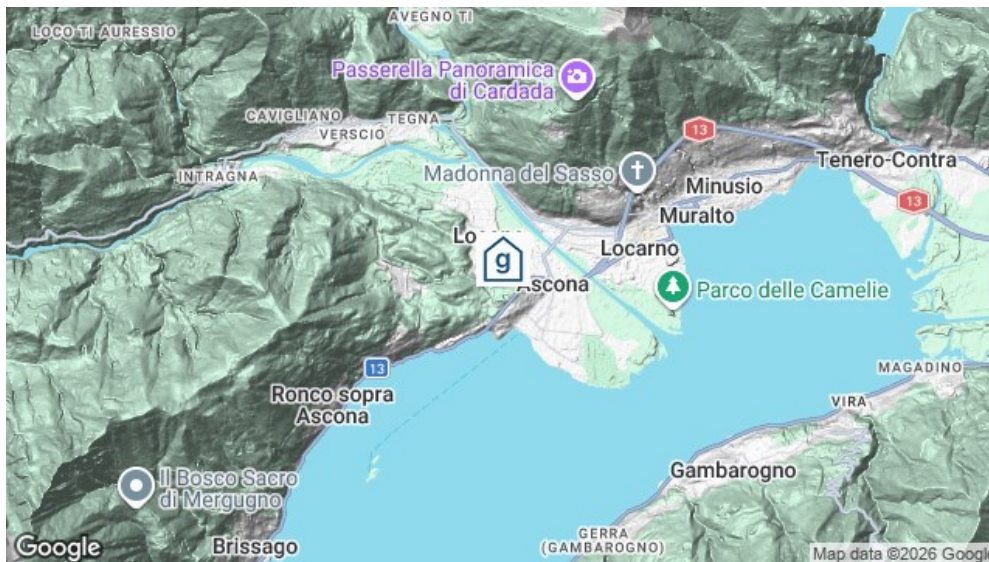 AVEGNO TI
LOCO TI AURESSIO
Passerella Panoramica
di Cardada
CAVIGLIANO
TEGNA
VERSCIO
13
Tenero-Contra
INTRAGNA
Madonna del Sasso
Minusio
13
Muralto
Locarno
g
Ascona
Parco delle Camelie
13
MAGADINO
Ronco sopra
Ascona
VIRA
Gambarogno
Il Bosco Sacro
di Mergugno
GERRA
(GAMBAROGNO)
Brissago
Google
Map data ©2026 Google